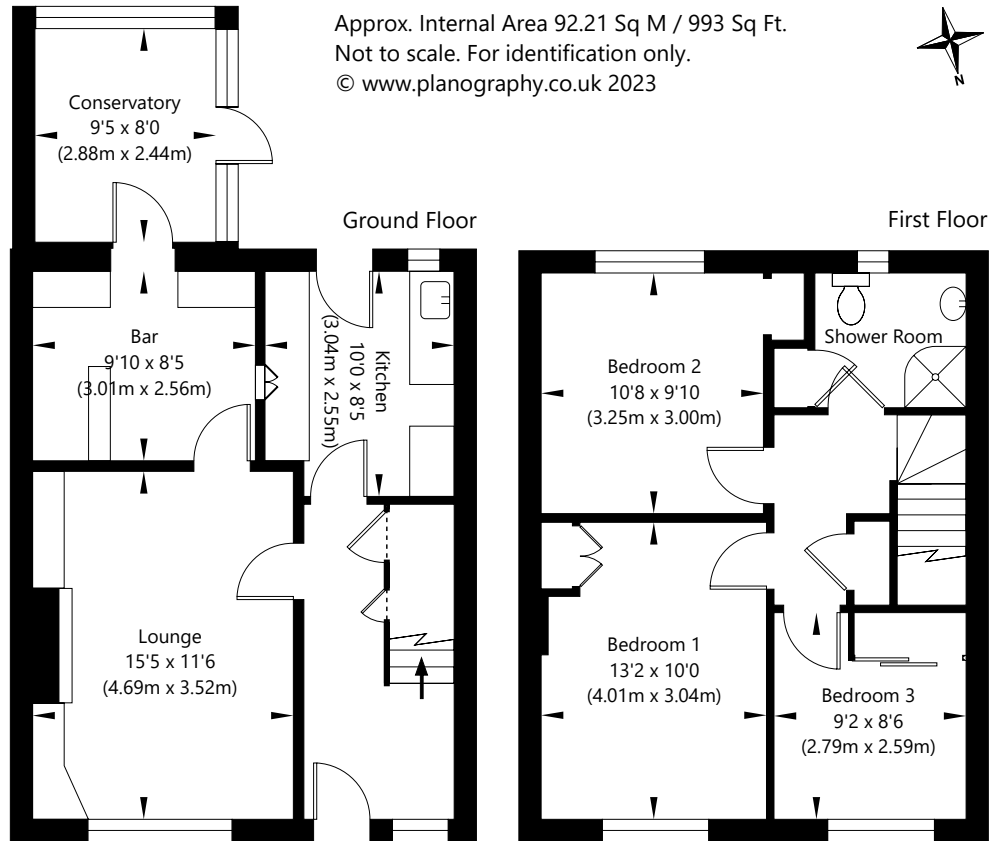 Approx. Internal Area 92.21 Sq M / 993 Sq Ft.
Not to scale. For identification only.
© www.planography.co.uk 2023
N
Conservatory
9'5 x 8'0
(2.88m x 2.44m)
Ground Floor
Bar
9'10 x 8'5
(3.01m x 2.56m)
Kitchen
10'0 x 8'5
(3.04m x 2.55m)
Lounge
15'5 x 11'6
(4.69m x 3.52m)
First Floor
Bedroom 2
10'8 x 9'10
(3.25m x 3.00m)
Shower Room
Bedroom 1
13'2 x 10'0
(4.01m x 3.04m)
Bedroom 3
9'2 x 8'6
(2.79m x 2.59m)